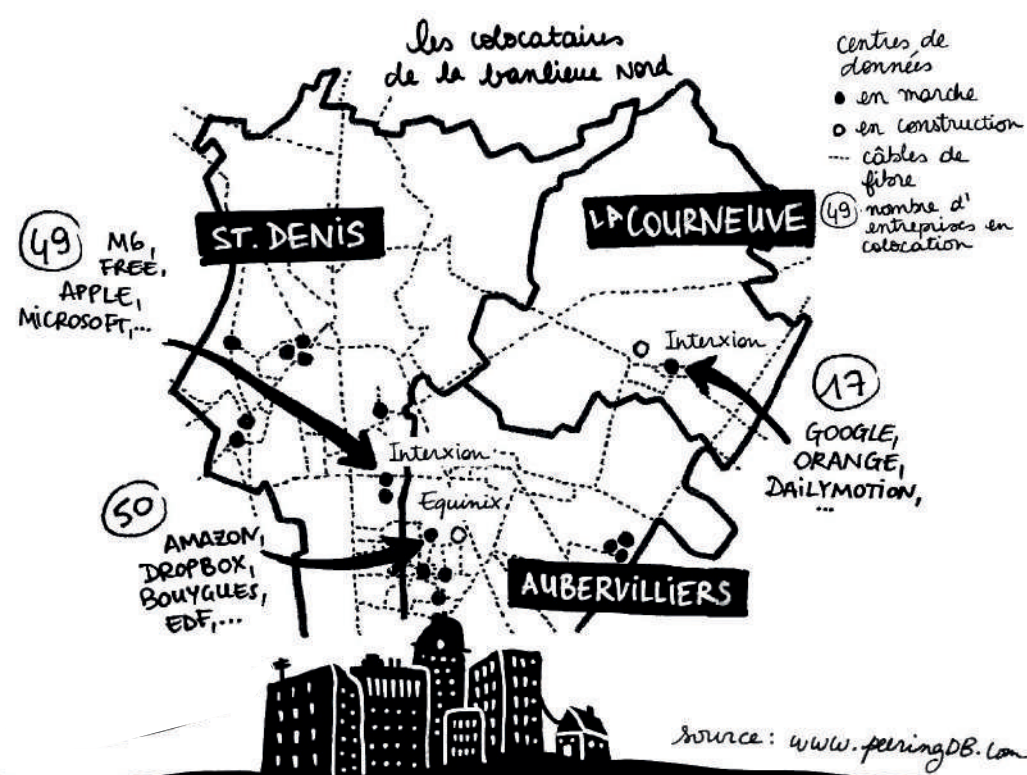 les colocataires
de la banlieue Nord
centres de
données
en marche
en construction
câbles de
fibre
49 nombre d'
entreprises en
colocation
ST. DENIS
LA COURNEUVE
49 M6,
FREE,
APPLE,
MICROSOFT,...
Interxion
17
GOOGLE,
ORANGE,
DAILYMOTION,
...
Interxion
Equinix
50
AMAZON,
DROPBOX,
BOUYGUES,
EDF,...
AUBERVILLIERS
source: www.peeringDB.com